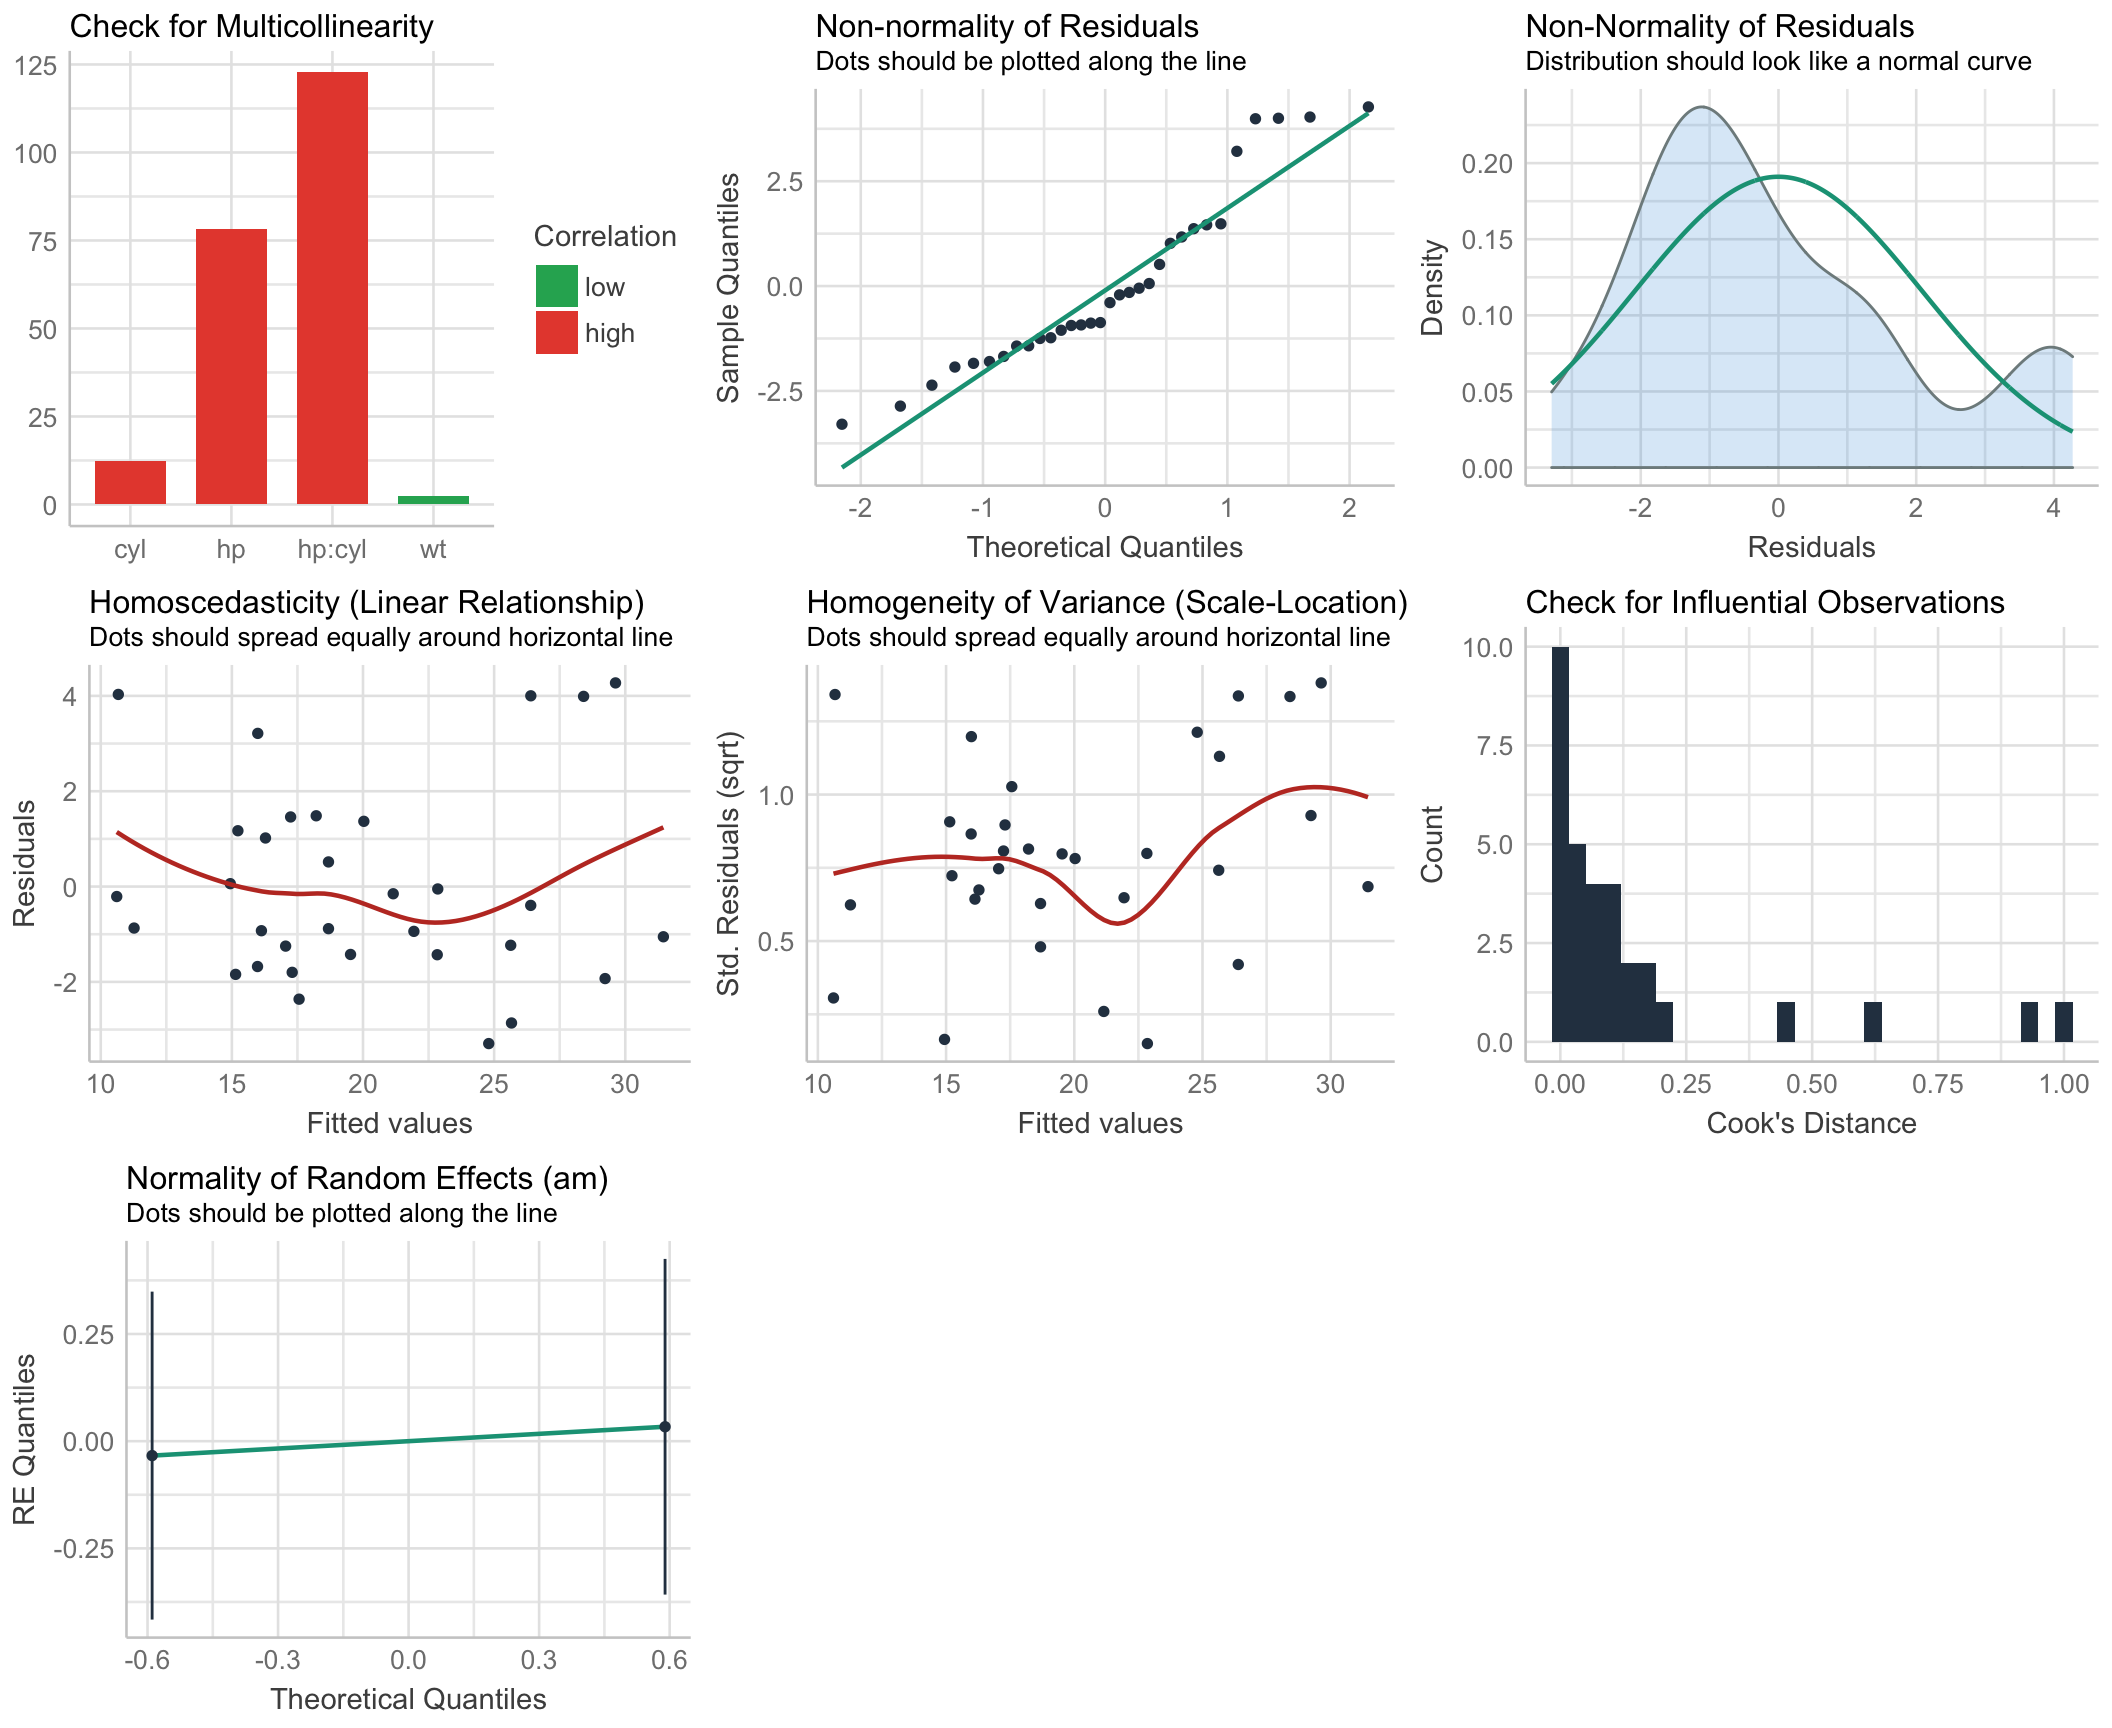 Check for Multicollinearity
125
100
75
50
25
0
cyl hp hp:cyl wt
Correlation
low
high
Non-normality of Residuals
Dots should be plotted along the line
Sample Quantiles
2.5
0.0
-2.5
-2 -1 0 1 2
Theoretical Quantiles
Non-Normality of Residuals
Distribution should look like a normal curve
Density
0.20
0.15
0.10
0.05
0.00
-2 0 2 4
Residuals
Homoscedasticity (Linear Relationship)
Dots should spread equally around horizontal line
Residuals
4
2
0
-2
10 15 20 25 30
Fitted values
Homogeneity of Variance (Scale-Location)
Dots should spread equally around horizontal line
Std. Residuals (sqrt)
1.0
0.5
10 15 20 25 30
Fitted values
Check for Influential Observations
Count
10.0
7.5
5.0
2.5
0.0
0.00 0.25 0.50 0.75 1.00
Cook's Distance
Normality of Random Effects (am)
Dots should be plotted along the line
RE Quantiles
0.25
0.00
-0.25
-0.6 -0.3 0.0 0.3 0.6
Theoretical Quantiles